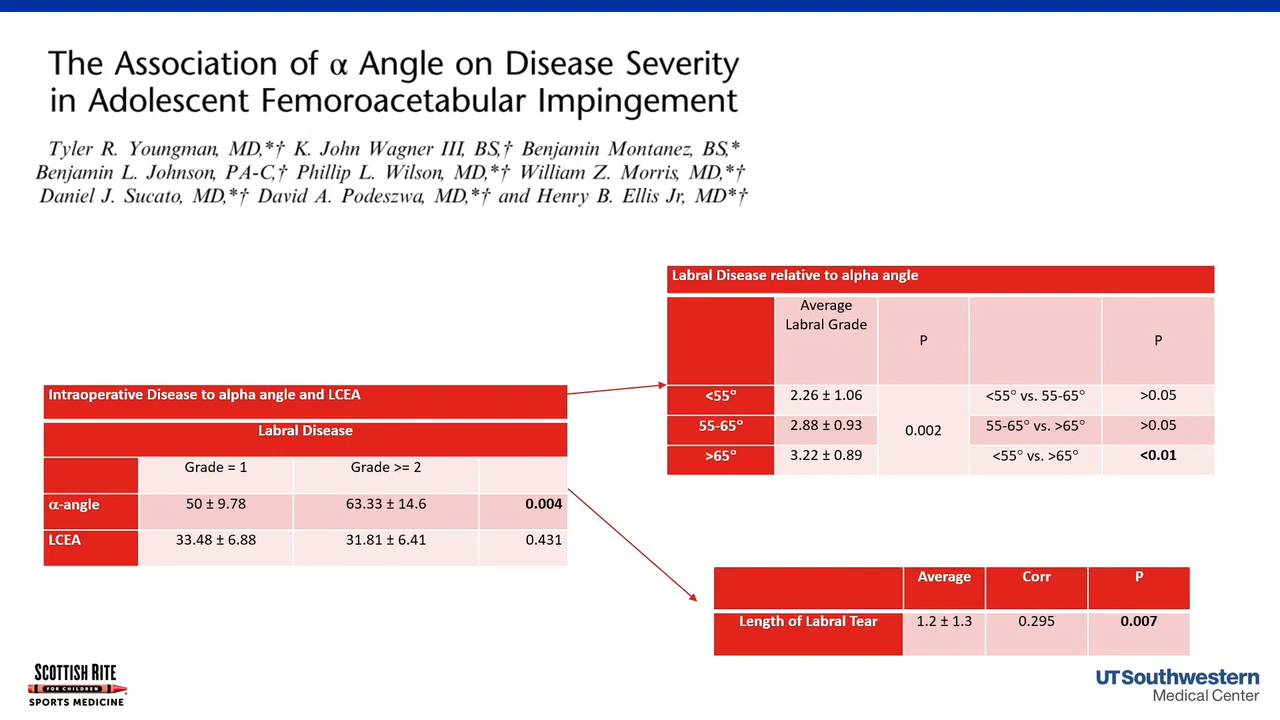 The Association of α Angle on Disease Severity
in Adolescent Femoroacetabular Impingement
Tyler R. Youngman, MD,*† K. John Wagner III, BS,† Benjamin Montanez, BS,*
Benjamin L. Johnson, PA-C,† Phillip L. Wilson, MD,*† William Z. Morris, MD,*†
Daniel J. Sucato, MD,*† David A. Podeszwa, MD,*† and Henry B. Ellis Jr, MD*†
Intraoperative Disease to alpha angle and LCEA
Labral Disease
Grade = 1 Grade >= 2
α-angle 50 ± 9.78 63.33 ± 14.6 0.004
LCEA 33.48 ± 6.88 31.81 ± 6.41 0.431
Labral Disease relative to alpha angle
Average
Labral Grade
P P
<55° 2.26 ± 1.06 <55° vs. 55-65° >0.05
55-65° 2.88 ± 0.93 0.002 55-65° vs. >65° >0.05
>65° 3.22 ± 0.89 <55° vs. >65° <0.01
Average Corr P
Length of Labral Tear 1.2 ± 1.3 0.295 0.007
SCOTTISH RITE
FOR CHILDREN
SPORTS MEDICINE
UT Southwestern
Medical Center